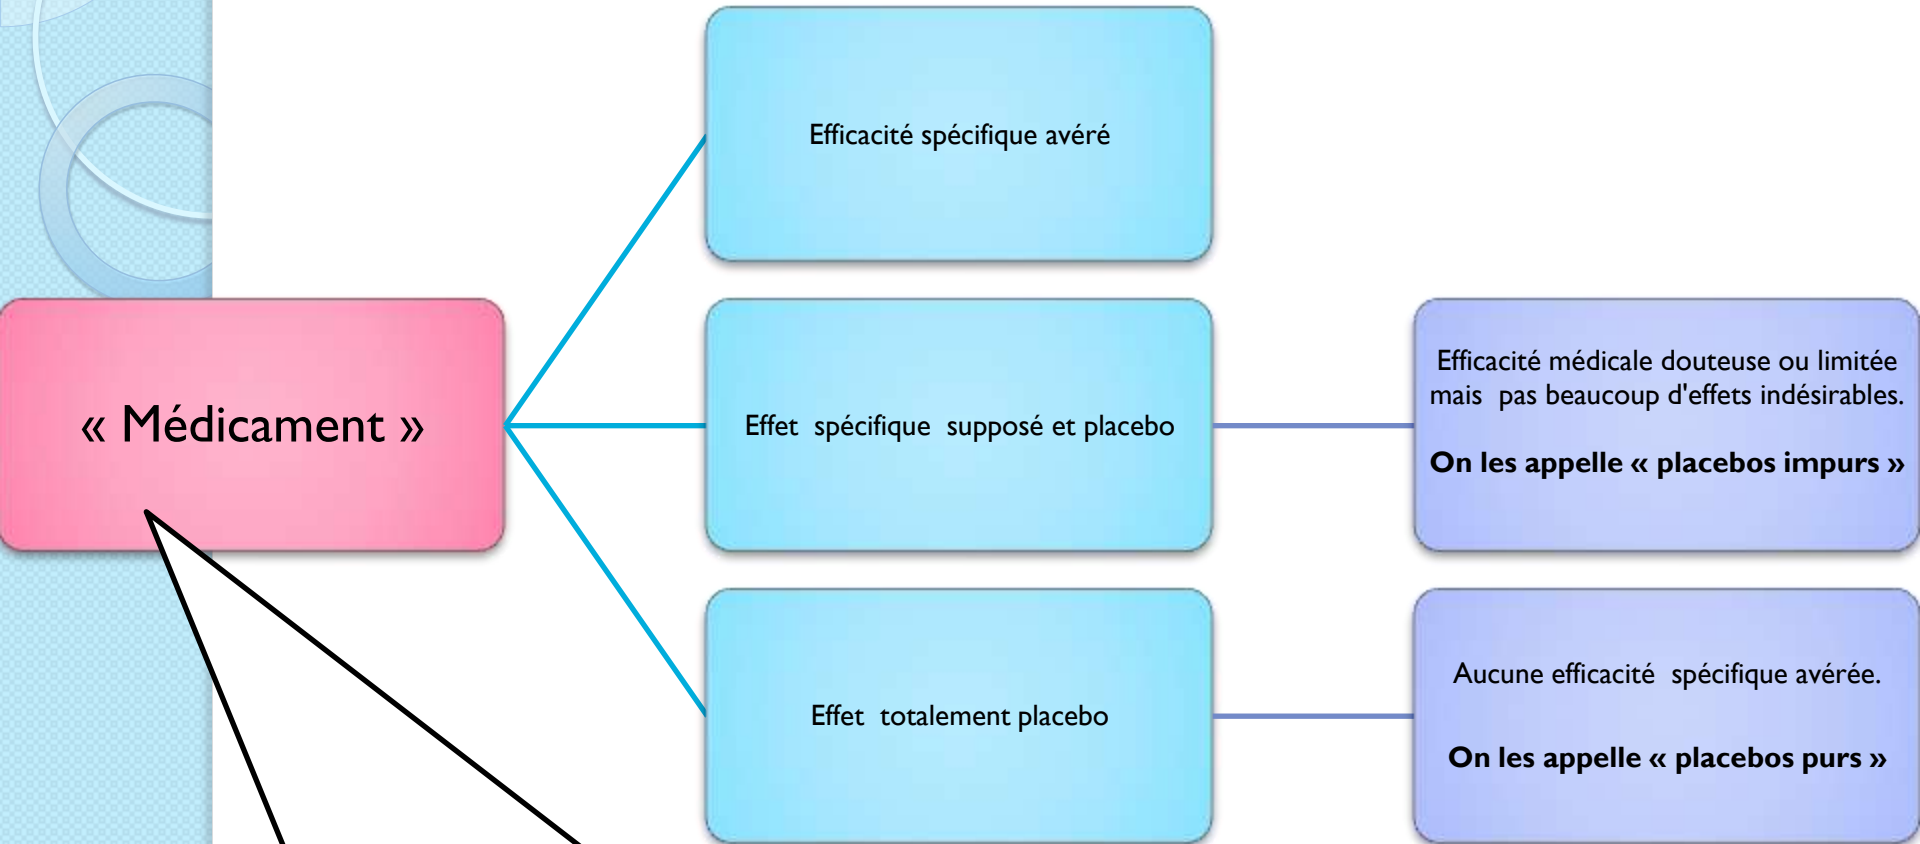 Efficacité spécifique avéré
« Médicament »
Effet spécifique supposé et placebo
Efficacité médicale douteuse ou limitée
mais pas beaucoup d'effets indésirables.
On les appelle « placebos impurs »
Effet totalement placebo
Aucune efficacité spécifique avérée.
On les appelle « placebos purs »